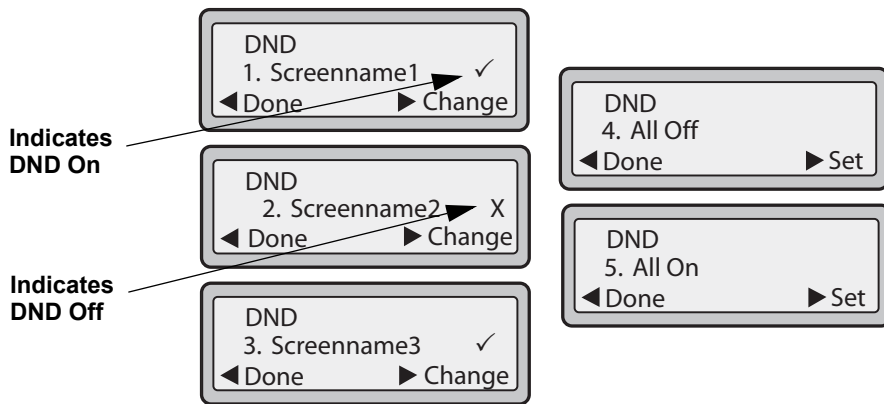 DND
1. Screenname1 ✓
◀ Done ▶ Change
Indicates
DND On
DND
2. Screenname2 X
◀ Done ▶ Change
Indicates
DND Off
DND
3. Screenname3 ✓
◀ Done ▶ Change
DND
4. All Off
◀ Done ▶ Set
DND
5. All On
◀ Done ▶ Set